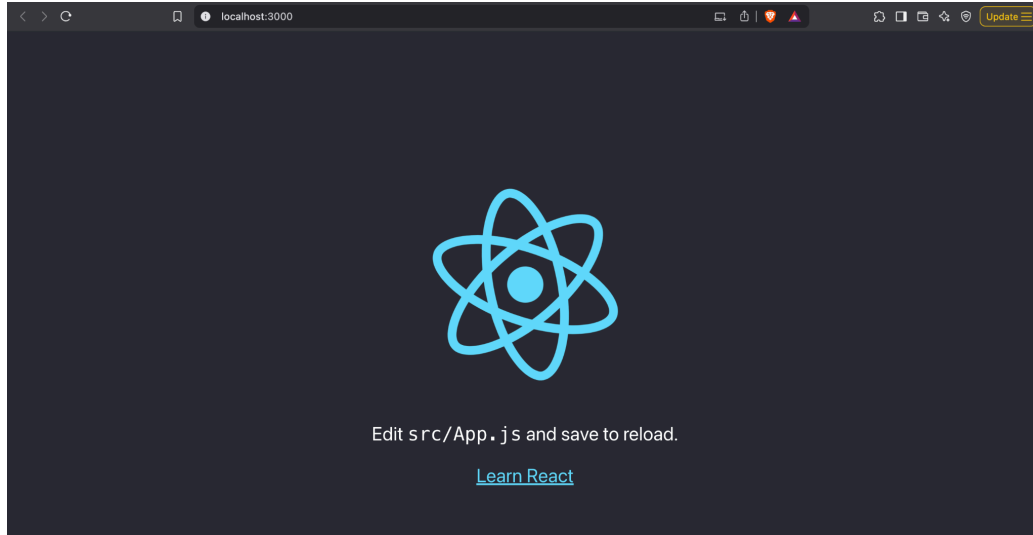 localhost:3000
Update
Edit src/App.js and save to reload.
Learn React